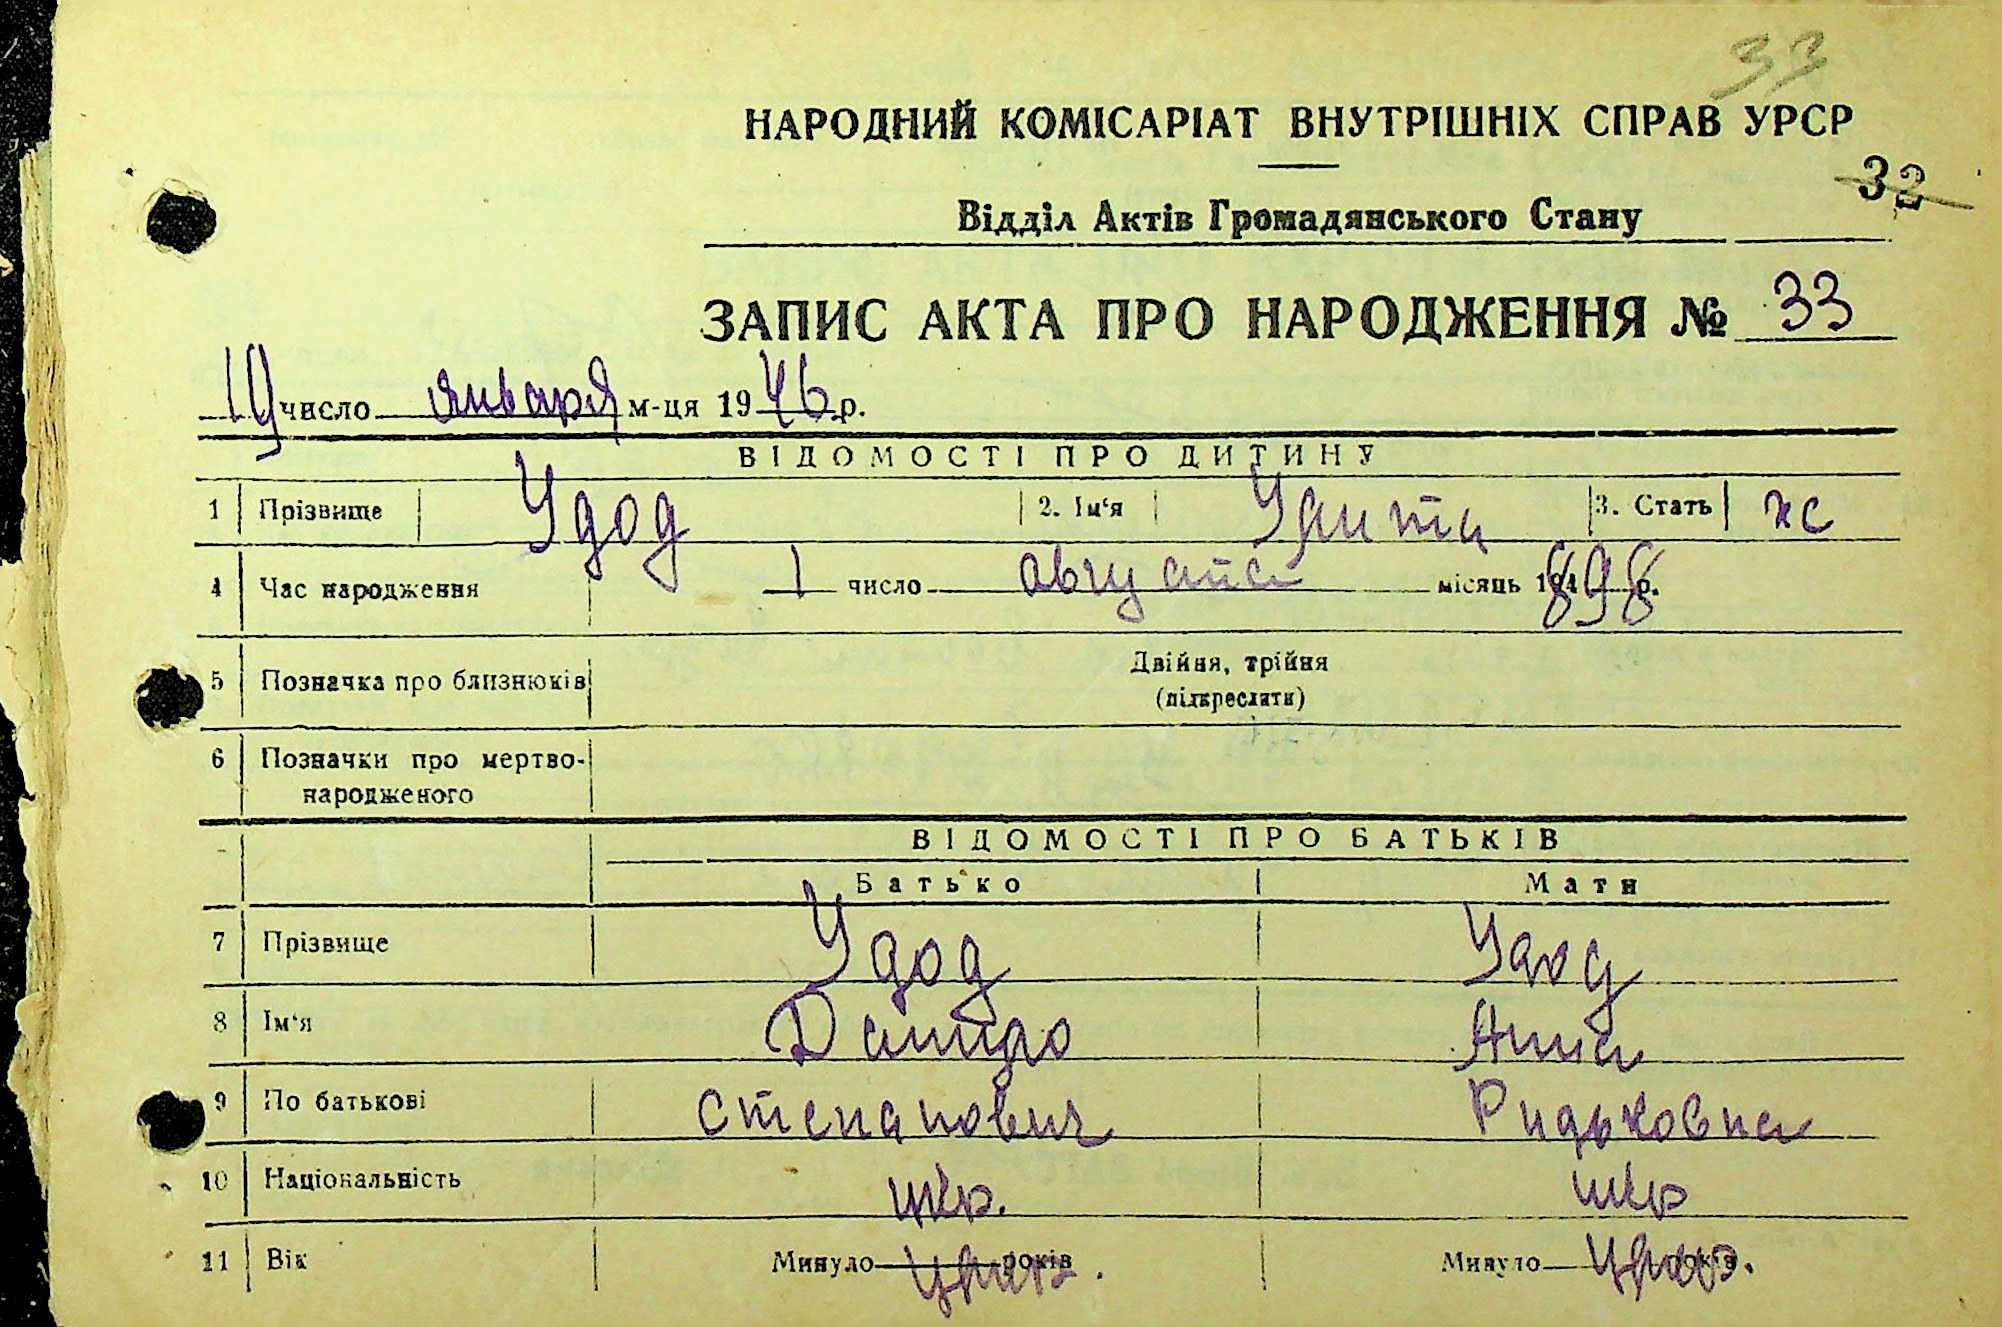 33
НАРОДНИЙ КОМІСАРІАТ ВНУТРІШНІХ СПРАВ УРСР
32
Відділ Актів Громадянського Стану
ЗАПИС АКТА ПРО НАРОДЖЕННЯ № 33
19 число января м-ця 1946 р.
ВІДОМОСТІ ПРО ДИТИНУ
1 Прізвище Удод 2. Ім'я 3. Стать ж
4 Час народження 1 число августа місяць 1898 р.
5 Позначка про близнюків Двійня, трійня
(підкреслити)
6 Позначки про мертво-
народженого
ВІДОМОСТІ ПРО БАТЬКІВ
Батько Мати
7 Прізвище Удод Удод
8 Ім'я Дмитро Анна
9 По батькові Степанович
10 Національність укр. укр
11 Вік Минуло років Минуло років